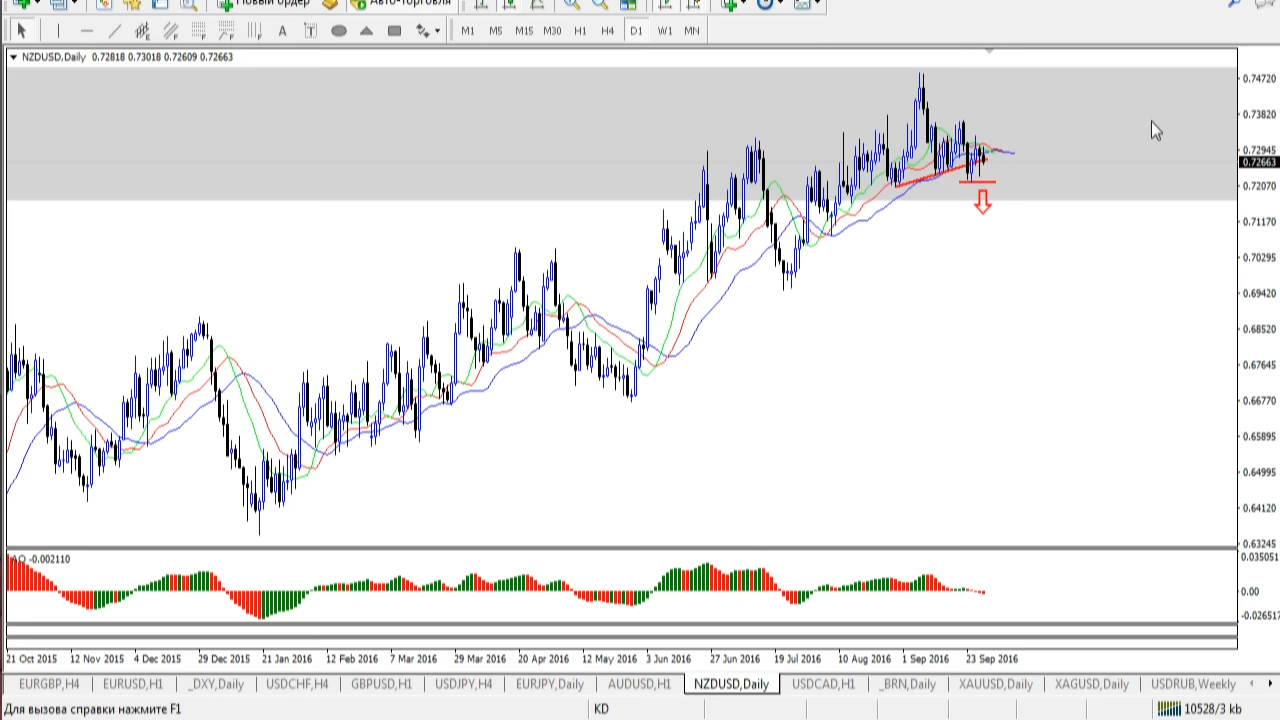 Новый ордер Авто-торговля
A T M1 M5 M15 M30 H1 H4 D1 W1 MN
NZDUSD,Daily 0.72818 0.73018 0.72609 0.72663
0.74720
0.73820
0.72945
0.72663
0.72070
0.71170
0.70295
0.69420
0.68520
0.67645
0.66770
0.65895
0.64995
0.64120
0.63245
AO -0.002110
0.035051
0.00
-0.026517
21 Oct 2015 12 Nov 2015 4 Dec 2015 29 Dec 2015 21 Jan 2016 12 Feb 2016 7 Mar 2016 29 Mar 2016 20 Apr 2016 12 May 2016 3 Jun 2016 27 Jun 2016 19 Jul 2016 10 Aug 2016 1 Sep 2016 23 Sep 2016
EURGBP,H4 EURUSD,H1 _DXY,Daily USDCHF,H4 GBPUSD,H1 USDJPY,H4 EURJPY,Daily AUDUSD,H1 NZDUSD,Daily USDCAD,H1 _BRN,Daily XAUUSD,Daily XAGUSD,Daily USDRUB,Weekly
Для вызова справки нажмите F1 KD 10528/3 kb